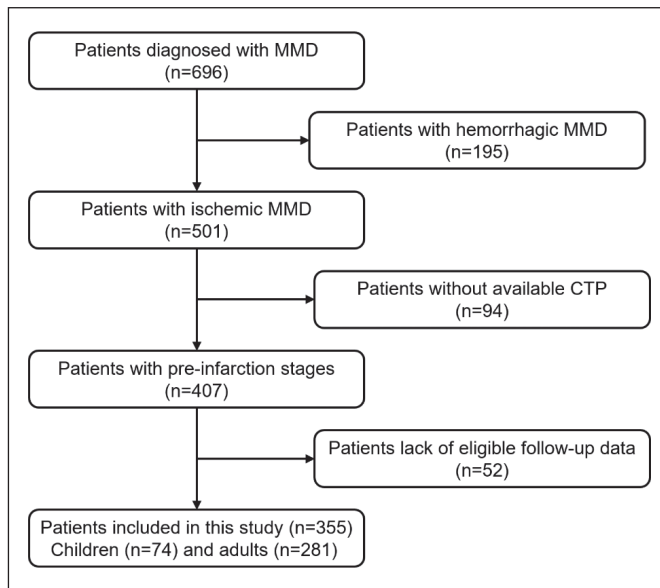 Patients diagnosed with MMD
(n=696)
Patients with hemorrhagic MMD
(n=195)
Patients with ischemic MMD
(n=501)
Patients without available CTP
(n=94)
Patients with pre-infarction stages
(n=407)
Patients lack of eligible follow-up data
(n=52)
Patients included in this study (n=355)
Children (n=74) and adults (n=281)